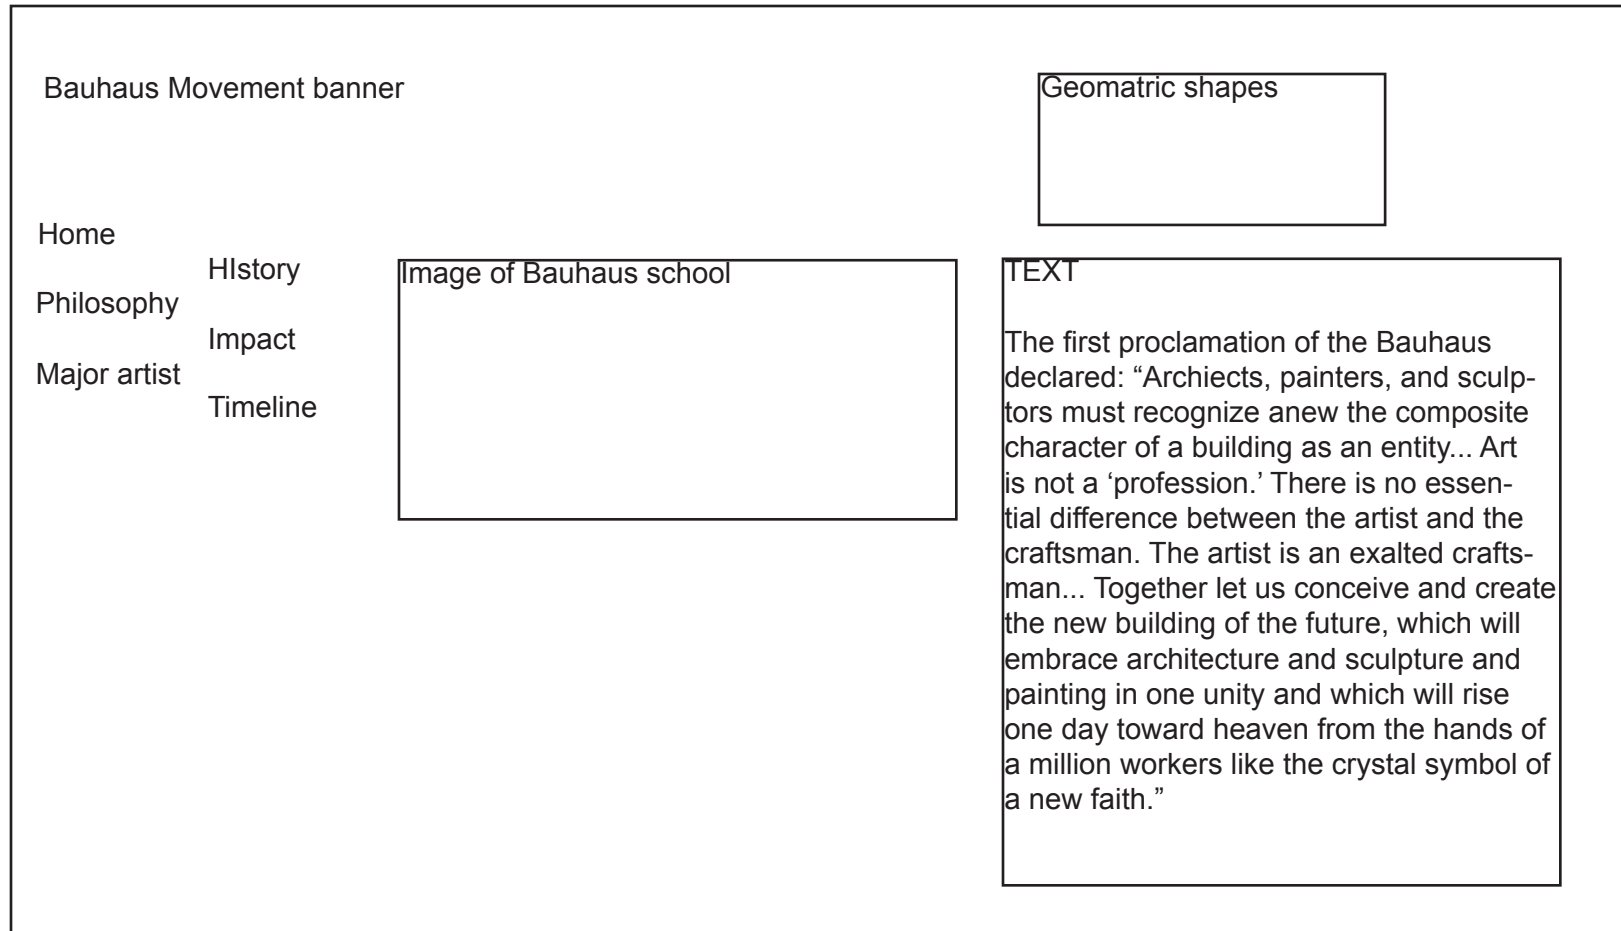 Bauhaus Movement banner
Geomatric shapes
Home
HIstory
Philosophy
Impact
Major artist
Timeline
Image of Bauhaus school
TEXT
The first proclamation of the Bauhaus
declared: “Archiects, painters, and sculp-
tors must recognize anew the composite
character of a building as an entity... Art
is not a ‘profession.’ There is no essen-
tial difference between the artist and the
craftsman. The artist is an exalted crafts-
man... Together let us conceive and create
the new building of the future, which will
embrace architecture and sculpture and
painting in one unity and which will rise
one day toward heaven from the hands of
a million workers like the crystal symbol of
a new faith.”